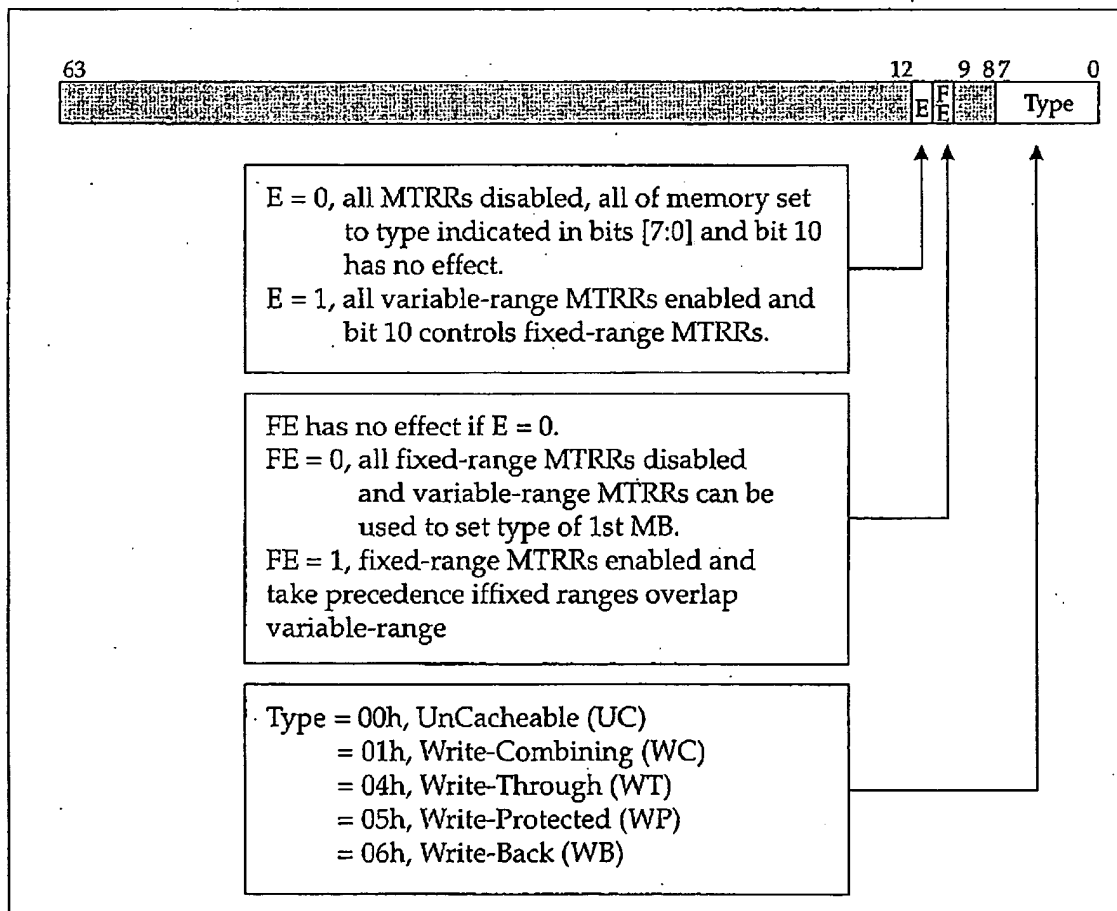 63 12 9 87 0
E F E Type
E = 0, all MTRRs disabled, all of memory set
to type indicated in bits [7:0] and bit 10
has no effect.
E = 1, all variable-range MTRRs enabled and
bit 10 controls fixed-range MTRRs.
FE has no effect if E = 0.
FE = 0, all fixed-range MTRRs disabled
and variable-range MTRRs can be
used to set type of 1st MB.
FE = 1, fixed-range MTRRs enabled and
take precedence iffixed ranges overlap
variable-range
Type = 00h, UnCacheable (UC)
= 01h, Write-Combining (WC)
= 04h, Write-Through (WT)
= 05h, Write-Protected (WP)
= 06h, Write-Back (WB)